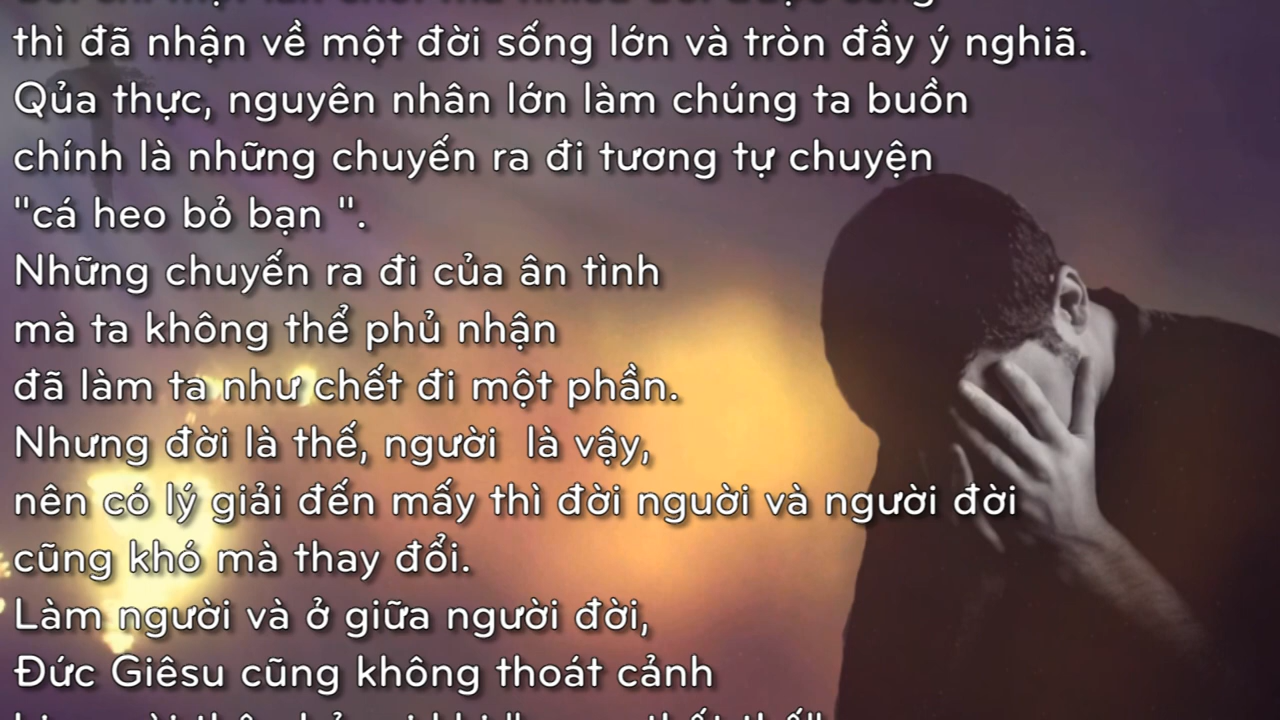 thì đã nhận về một đời sống lớn và tròn đầy ý nghiã.
Qủa thực, nguyên nhân lớn làm chúng ta buồn
chính là những chuyến ra đi tương tự chuyện
"cá heo bỏ bạn ".
Những chuyến ra đi của ân tình
mà ta không thể phủ nhận
đã làm ta như chết đi một phần.
Nhưng đời là thế, người  là vậy,
nên có lý giải đến mấy thì đời nguời và người đời
cũng khó mà thay đổi.
Làm người và ở giữa người đời,
Đức Giêsu cũng không thoát cảnh